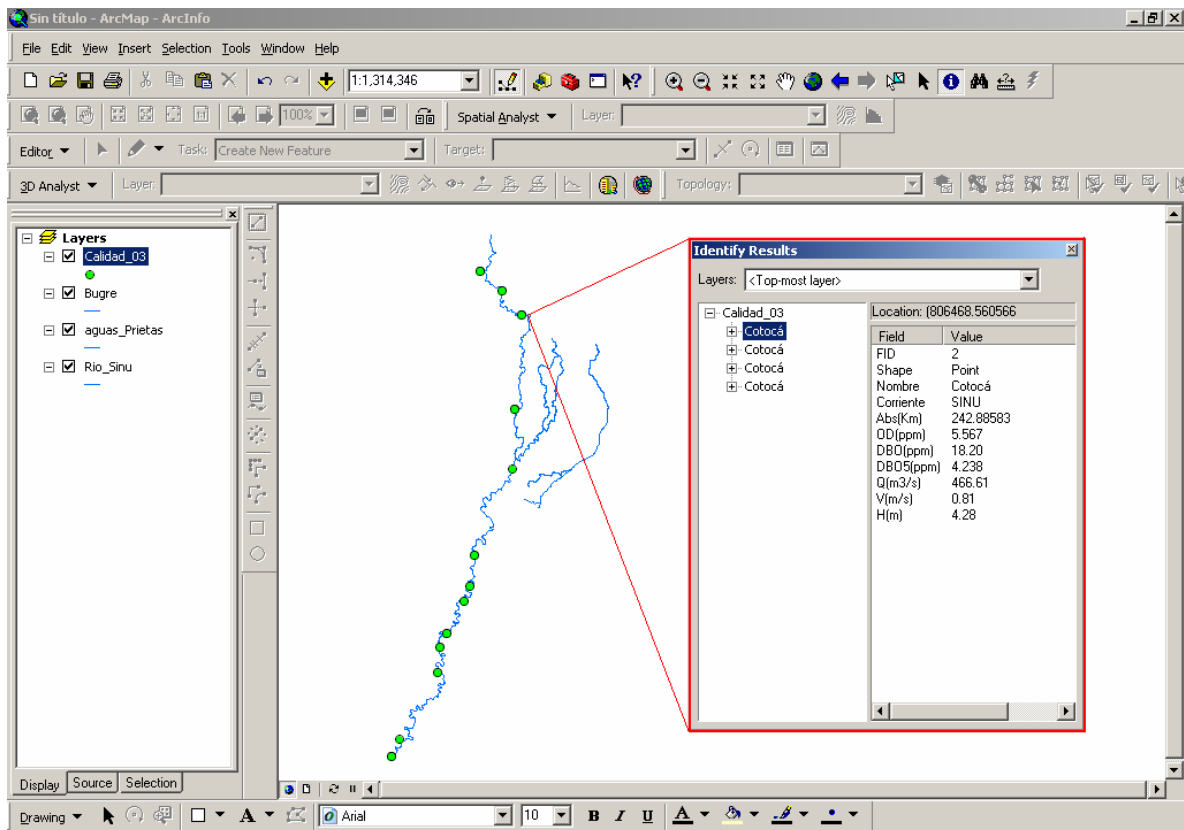 Sin título - ArcMap - ArcInfo
File Edit View Insert Selection Tools Window Help
1:1,314,346
100% Spatial Analyst Layer:
Editor Task: Create New Feature Target:
3D Analyst Layer: Topology:
Layers
Calidad_03
Bugre
aguas_Prietas
Rio_Sinu
Identify Results
Layers: <Top-most layer>
Calidad_03
Cotocá
Cotocá
Cotocá
Cotocá
Location: (806468.560566
Field Value
FID 2
Shape Point
Nombre Cotocá
Corriente SINU
Abs(Km) 242.88583
OD(ppm) 5.567
DBO(ppm) 18.20
DBO5(ppm) 4.238
Q(m3/s) 466.61
V(m/s) 0.81
H(m) 4.28
Display Source Selection
Drawing A Arial 10 B I U A